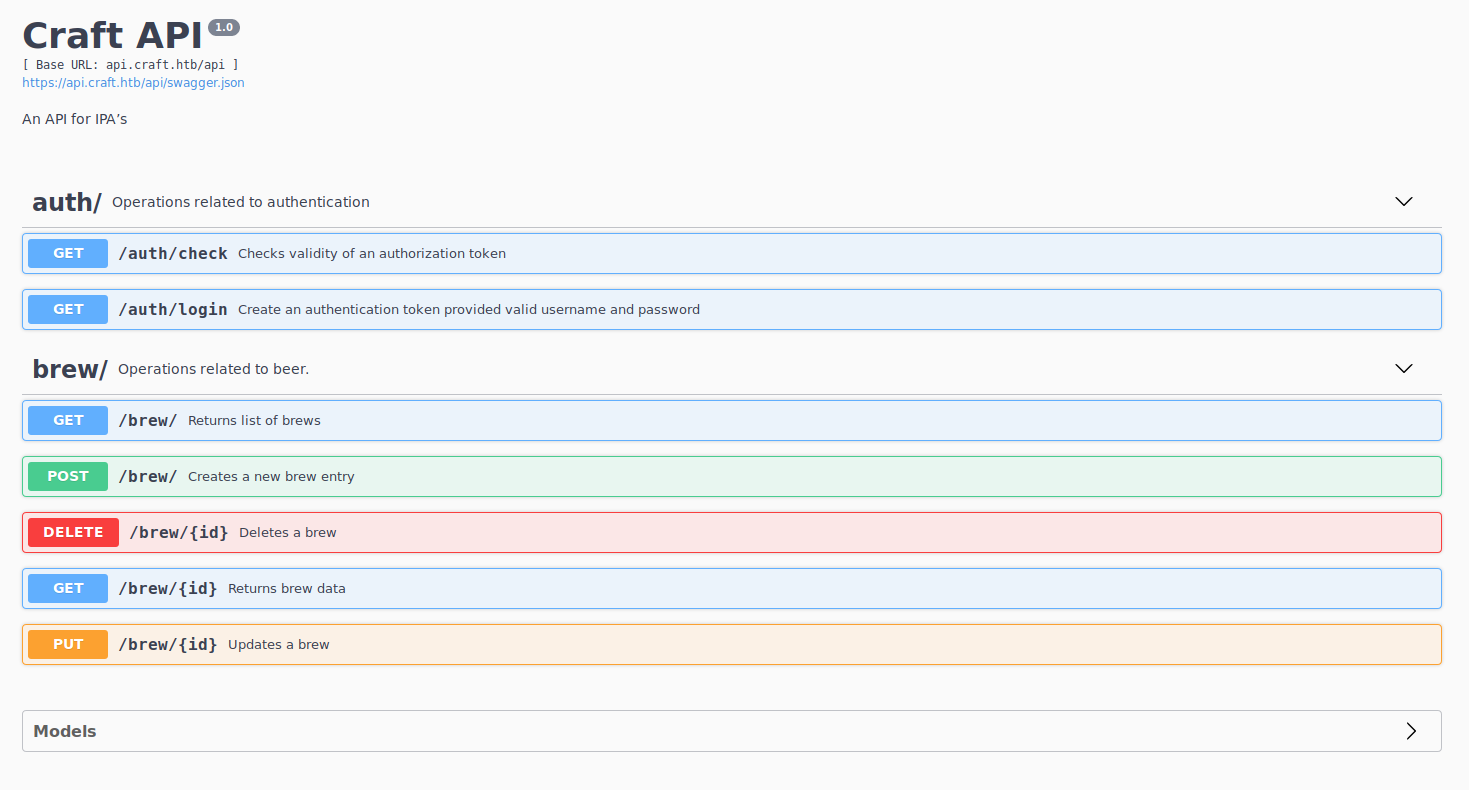 Craft API 1.0
[ Base URL: api.craft.htb/api ]
https://api.craft.htb/api/swagger.json
An API for IPA’s
auth/ Operations related to authentication
GET /auth/check Checks validity of an authorization token
GET /auth/login Create an authentication token provided valid username and password
brew/ Operations related to beer.
GET /brew/ Returns list of brews
POST /brew/ Creates a new brew entry
DELETE /brew/{id} Deletes a brew
GET /brew/{id} Returns brew data
PUT /brew/{id} Updates a brew
Models